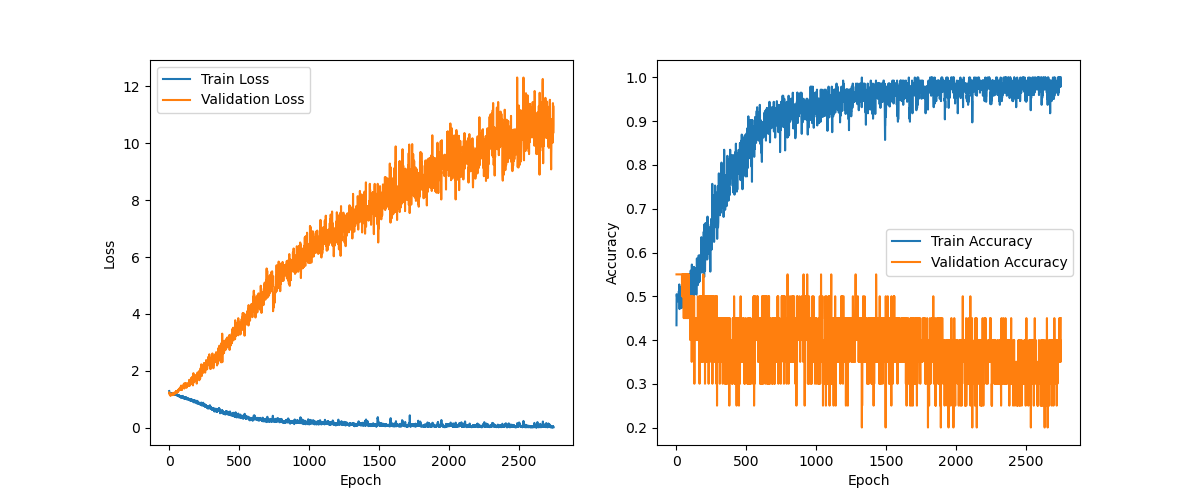 Train Loss
Validation Loss
12
10
8
6
4
2
0
Loss
0 500 1000 1500 2000 2500
Epoch
1.0
0.9
0.8
0.7
0.6
0.5
0.4
0.3
0.2
Accuracy
Train Accuracy
Validation Accuracy
0 500 1000 1500 2000 2500
Epoch